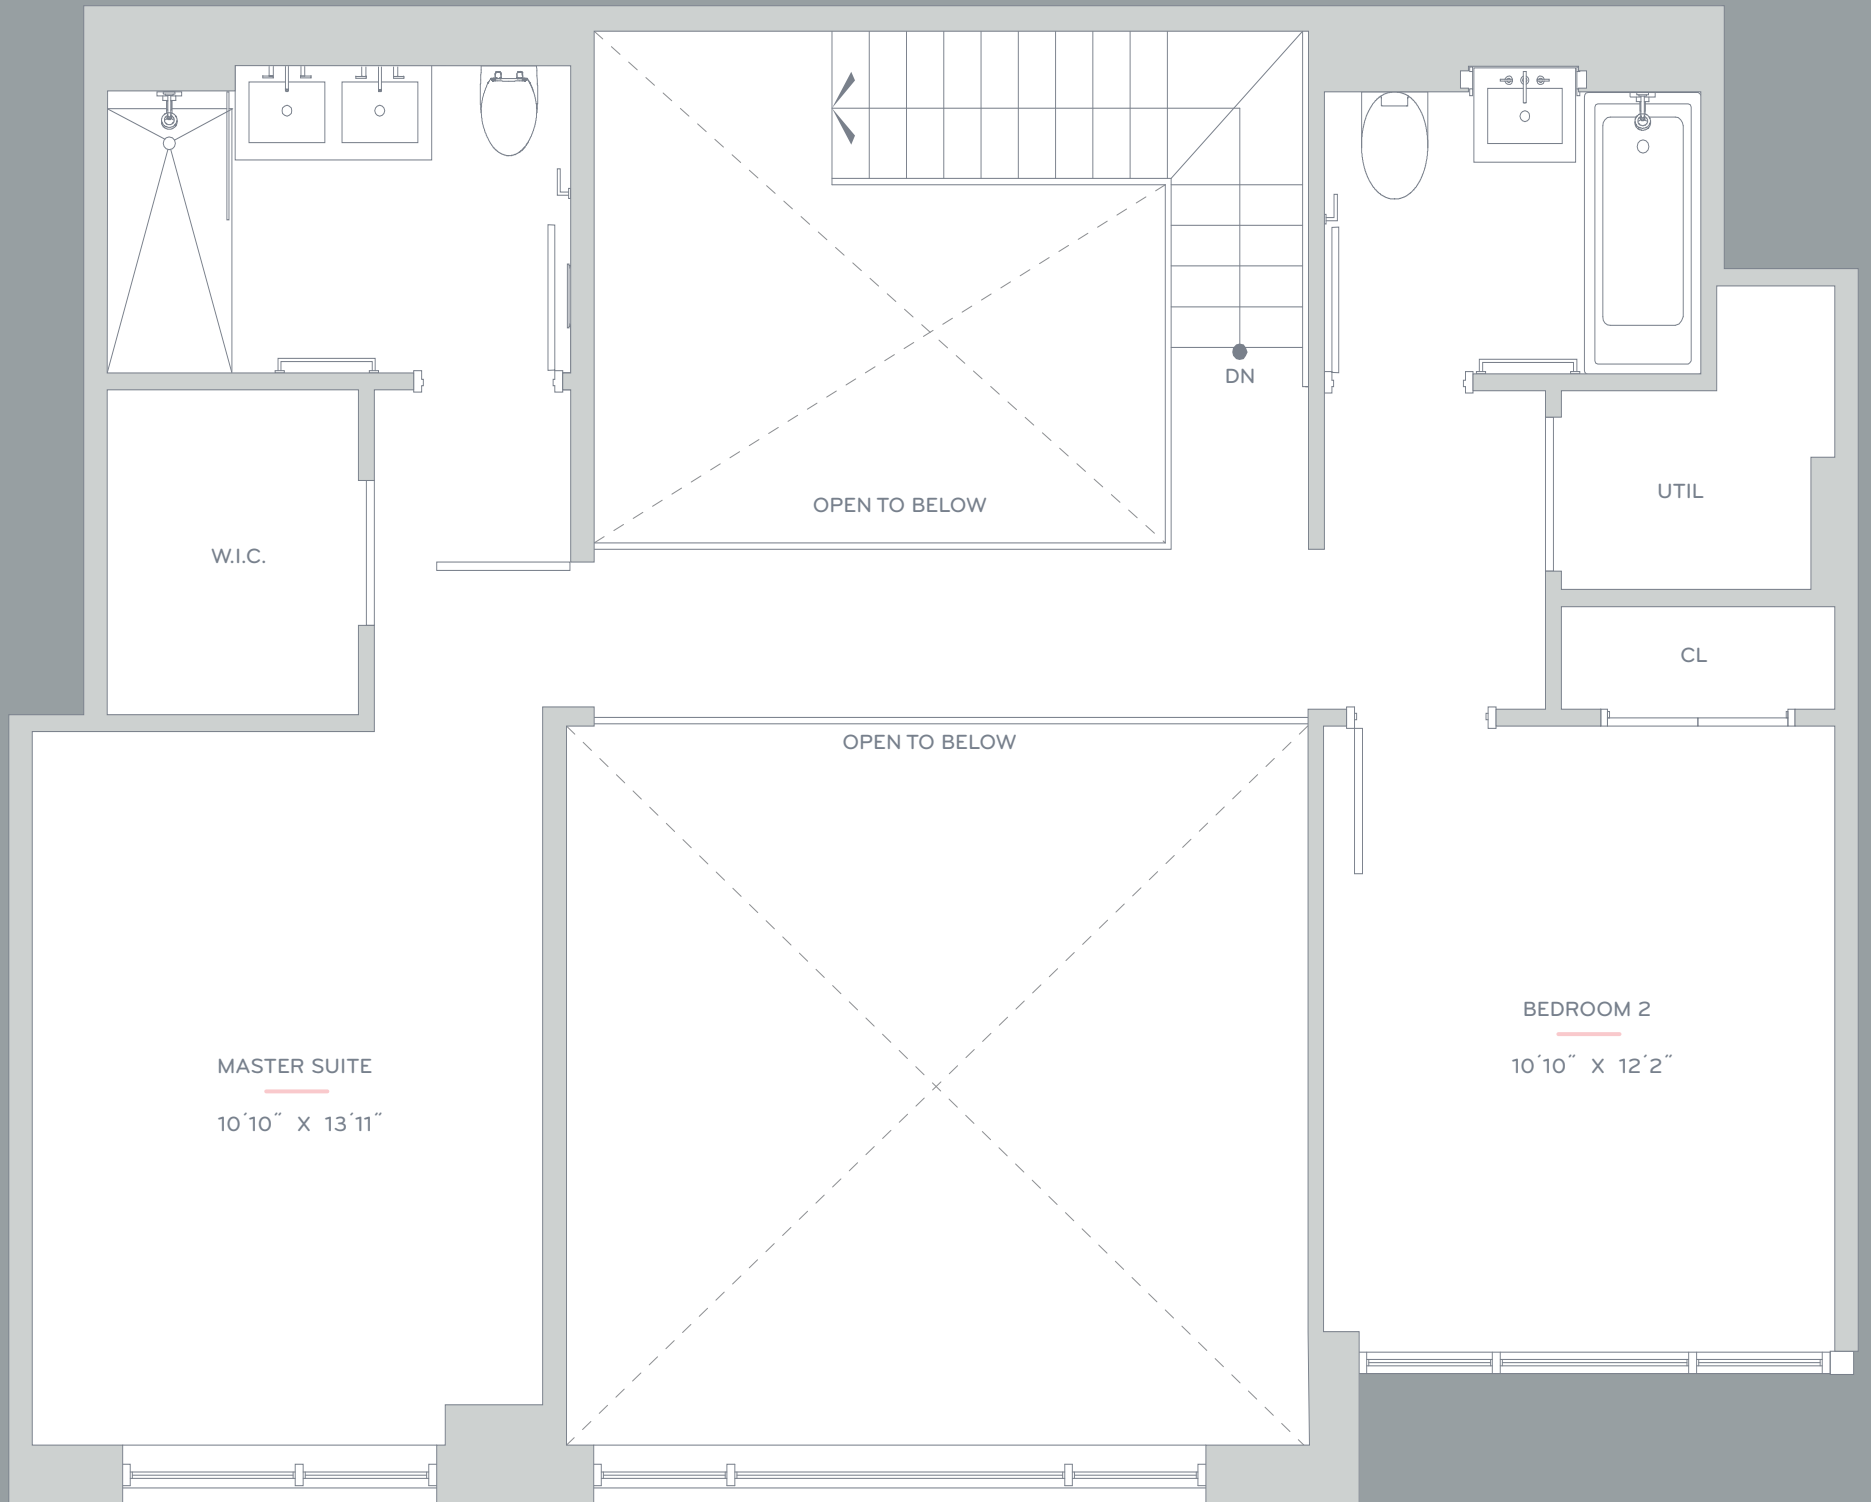 DN
UTIL
OPEN TO BELOW
W.I.C.
CL
OPEN TO BELOW
MASTER SUITE
10´10˝ X 13´11˝
BEDROOM 2
10´10˝ X 12´2˝